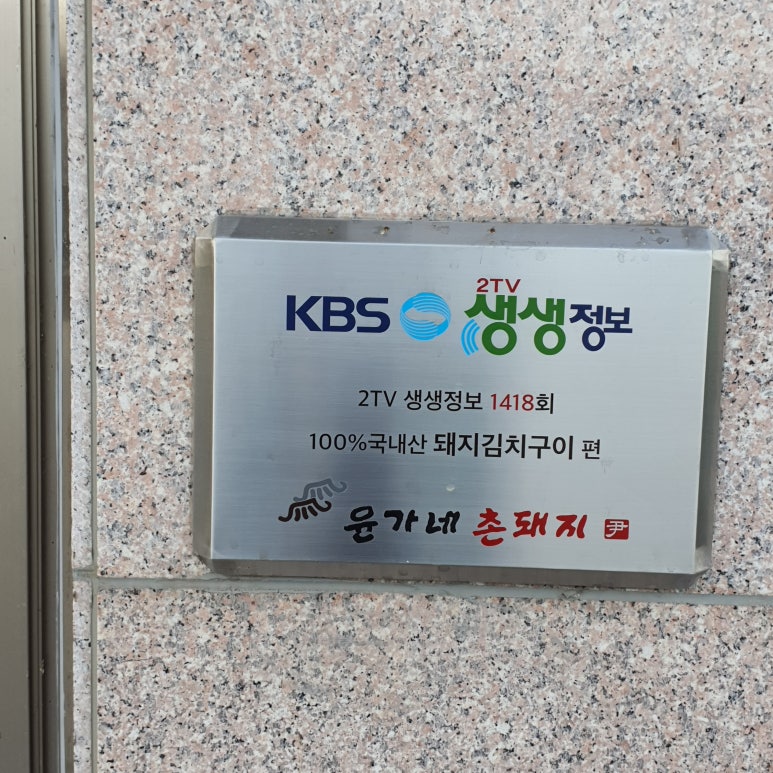 2TV
KBS 생생정보
2TV 생생정보 1418회
100%국내산 돼지김치구이 편
윤가네 촌돼지 尹